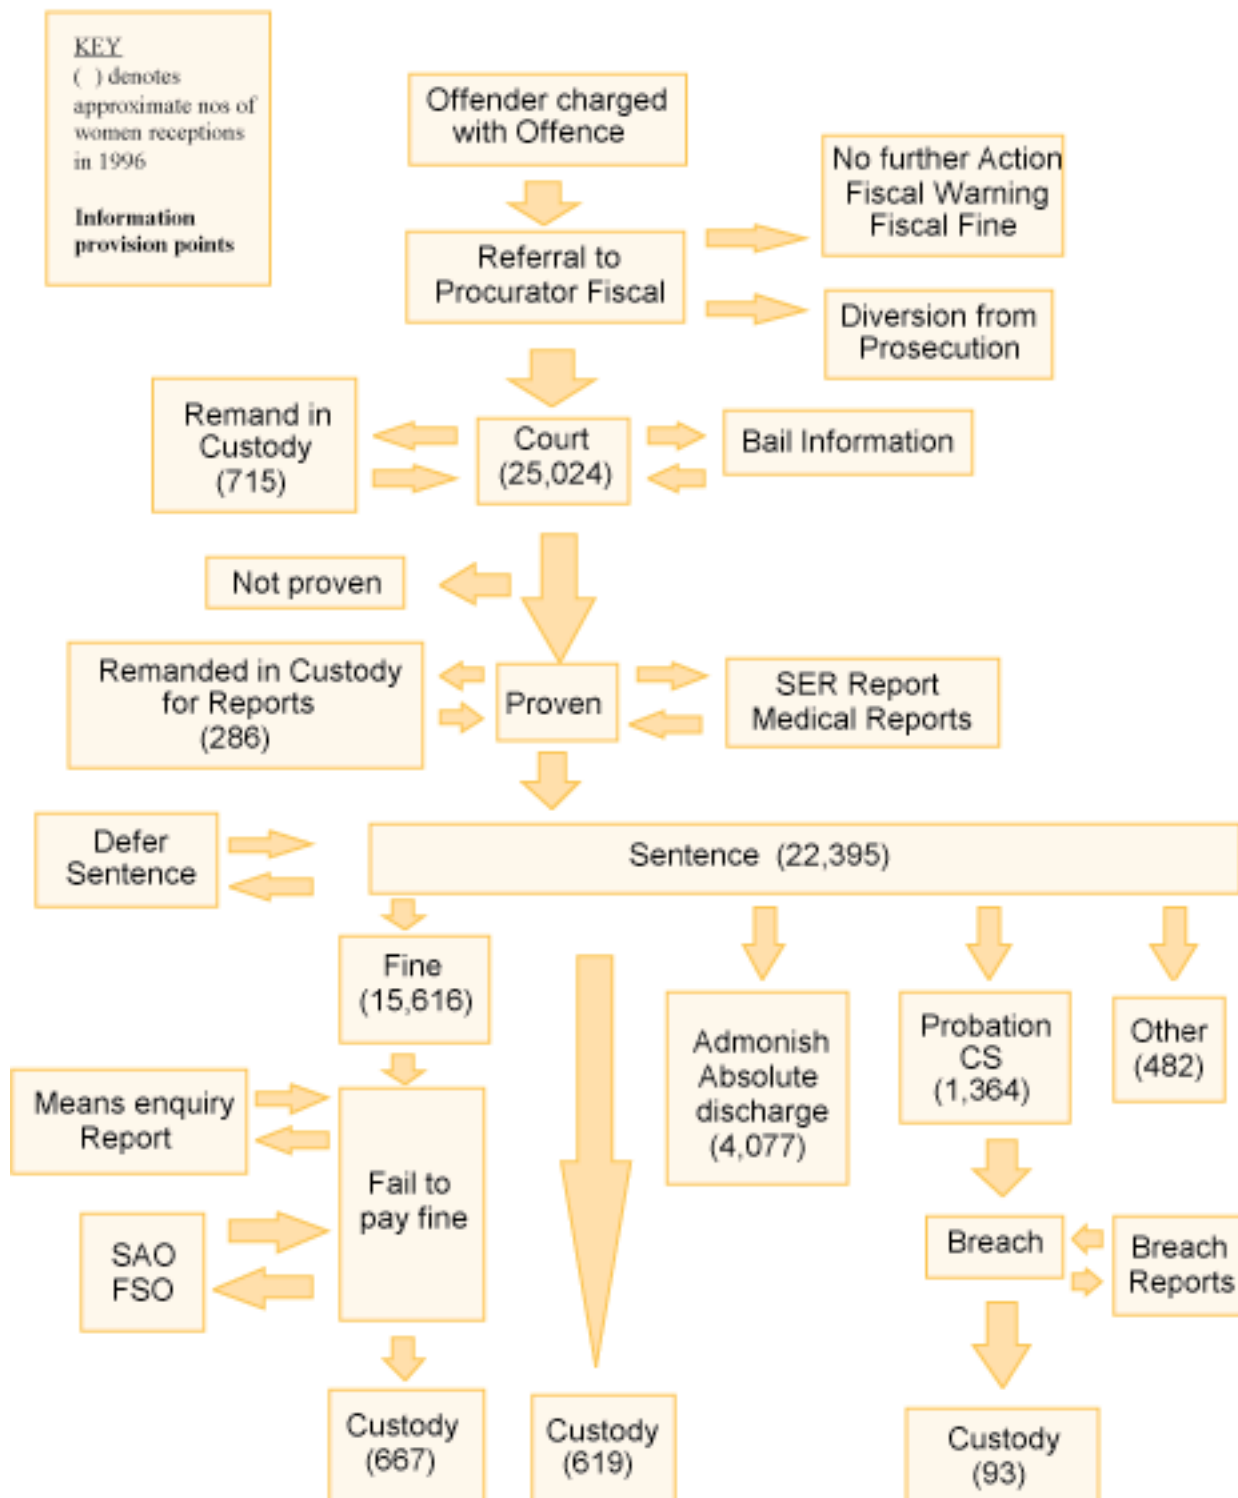 KEY
( ) denotes
approximate nos of
women receptions
in 1996
Information
provision points
Offender charged
with Offence
No further Action
Fiscal Warning
Fiscal Fine
Referral to
Procurator Fiscal
Diversion from
Prosecution
Remand in
Custody
(715)
Court
(25,024)
Bail Information
Not proven
Remanded in Custody
for Reports
(286)
Proven
SER Report
Medical Reports
Defer
Sentence
Sentence (22,395)
Fine
(15,616)
Admonish
Absolute
discharge
(4,077)
Probation
CS
(1,364)
Other
(482)
Means enquiry
Report
Fail to
pay fine
SAO
FSO
Breach
Breach
Reports
Custody
(667)
Custody
(619)
Custody
(93)